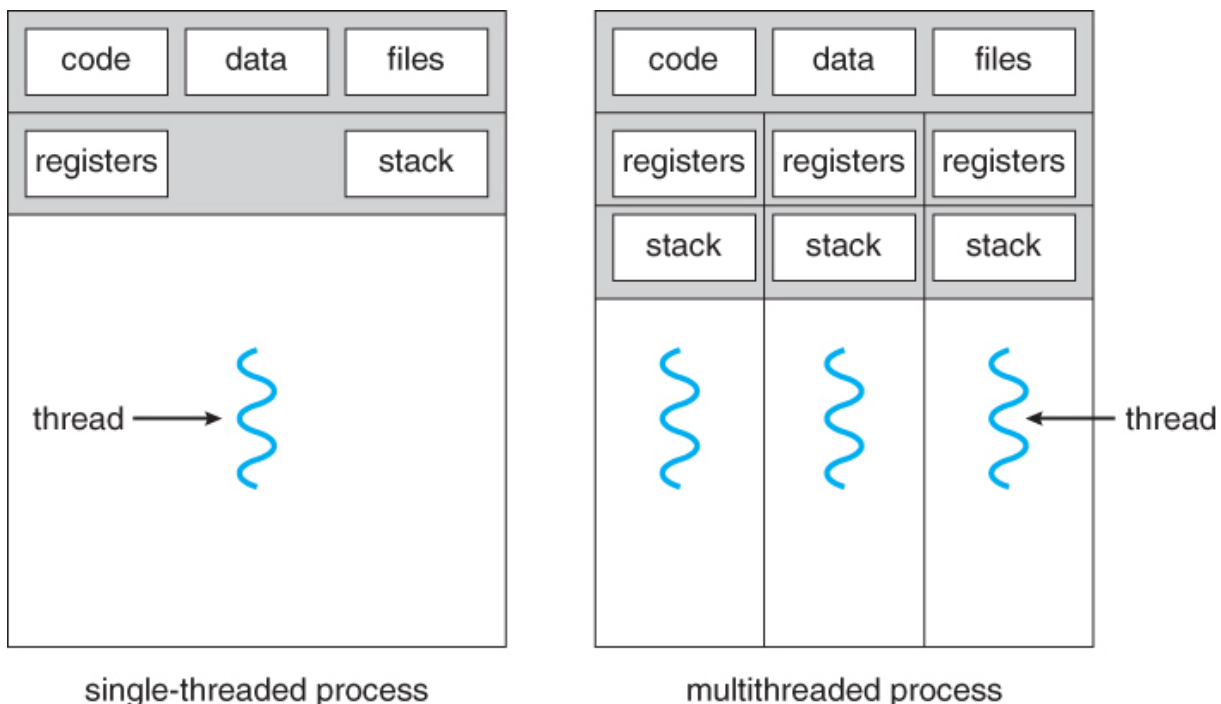 code data files
registers stack
thread
single-threaded process
code data files
registers registers registers
stack stack stack
thread
multithreaded process